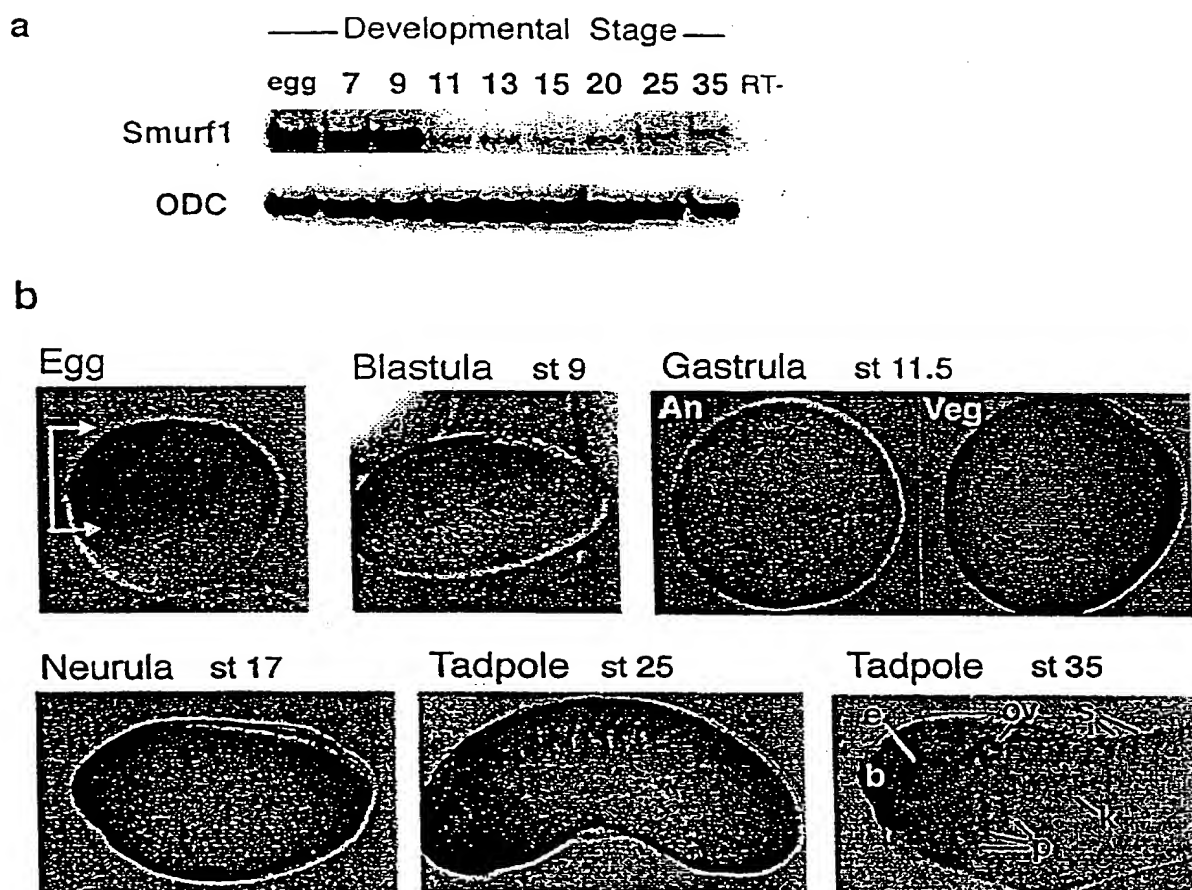 a
Developmental Stage
egg 7 9 11 13 15 20 25 35 RT-
Smurf1
ODC
b
Egg
Blastula st 9
Gastrula st 11.5
An Veg
Neurula st 17
Tadpole st 25
Tadpole st 35
e ov s
b
k
p